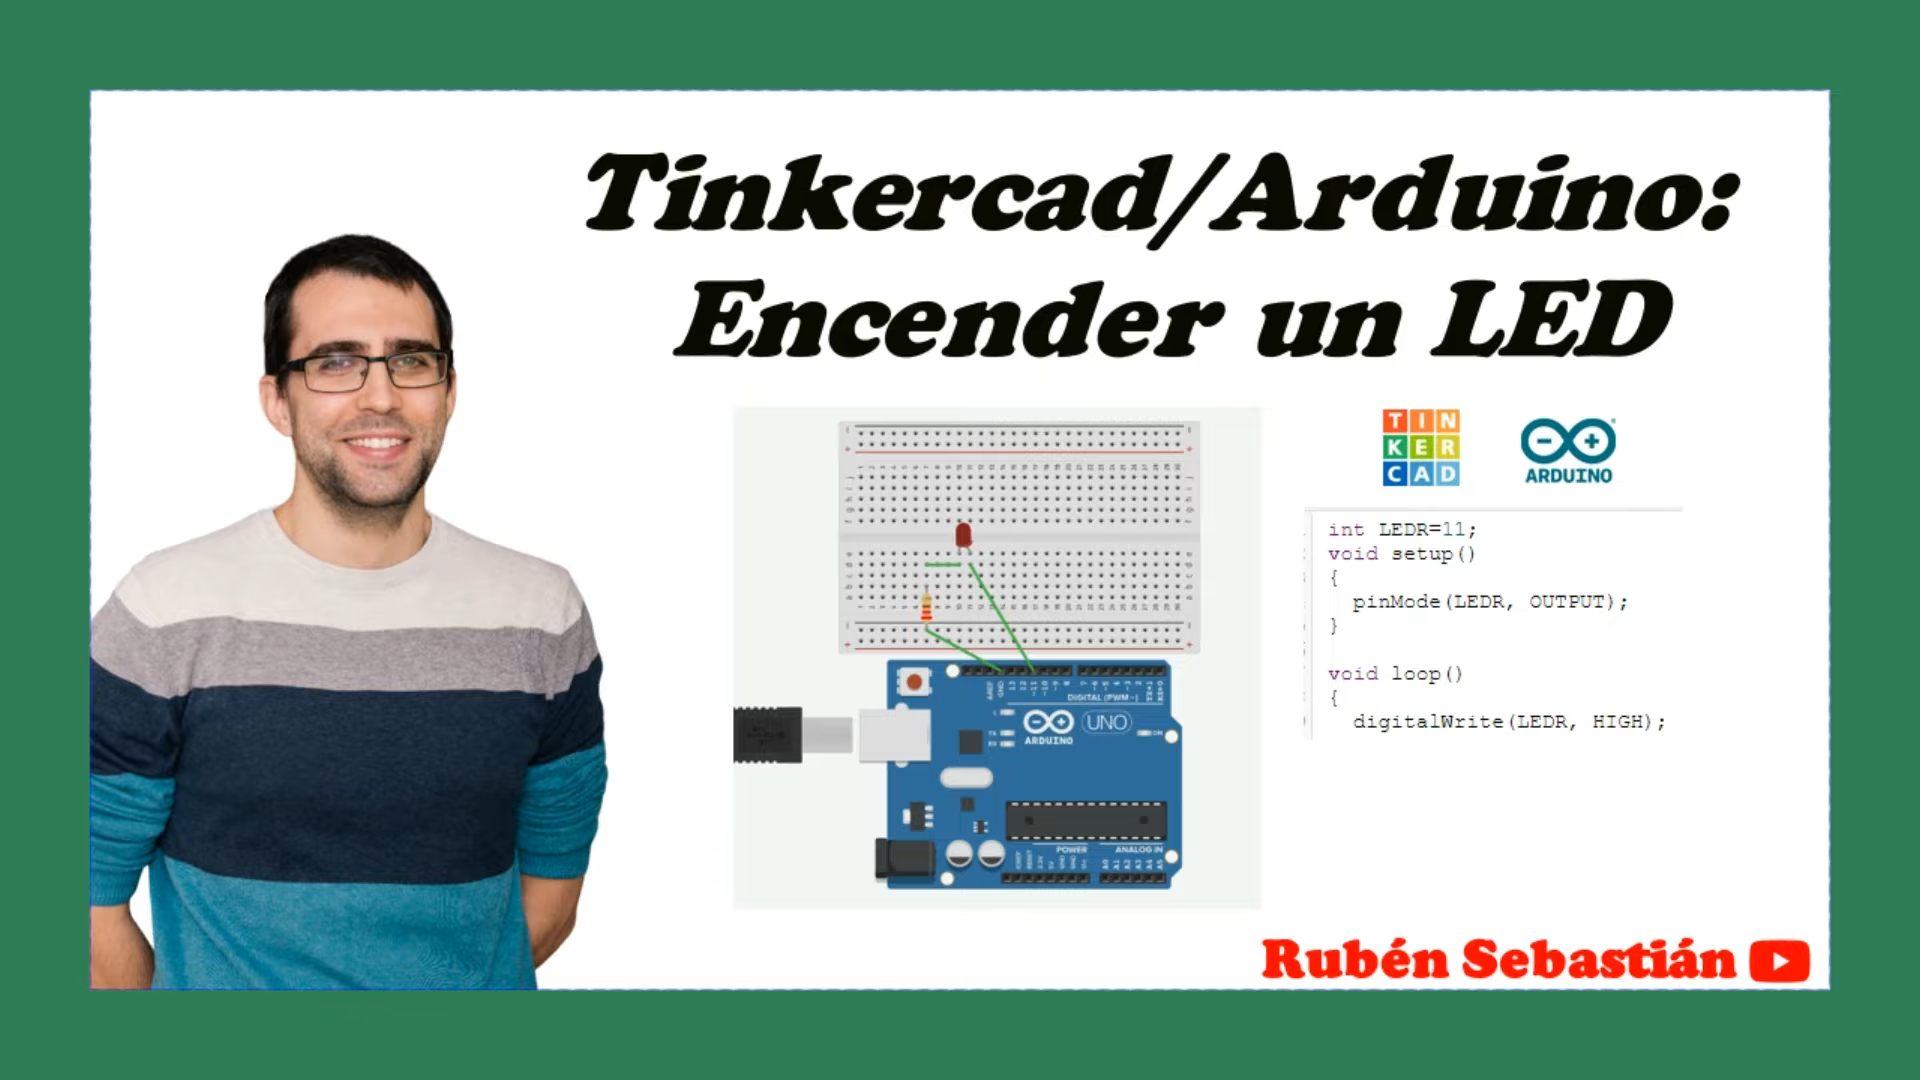 Tinkercad/Arduino:
Encender un LED
TIN
KER
CAD
ARDUINO
int LEDR=11;
void setup()
{
pinMode(LEDR, OUTPUT);
}
void loop()
{
digitalWrite(LEDR, HIGH);
DIGITAL (PWM~)
ARDUINO
UNO
ON
POWER
ANALOG IN
Rubén Sebastián